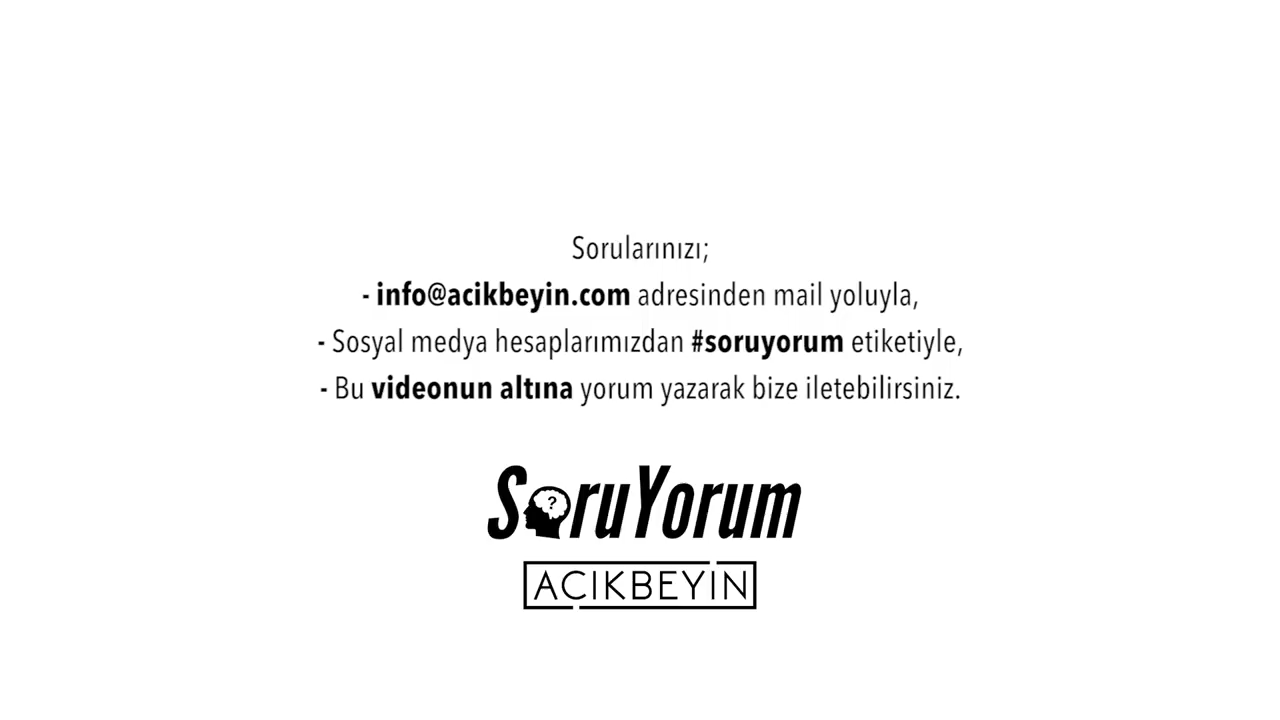 Sorularınızı;
- info@acikbeyin.com adresinden mail yoluyla,
- Sosyal medya hesaplarımızdan #soruyorum etiketiyle,
- Bu videonun altına yorum yazarak bize iletebilirsiniz.
SoruYorum
AÇIKBEYİN